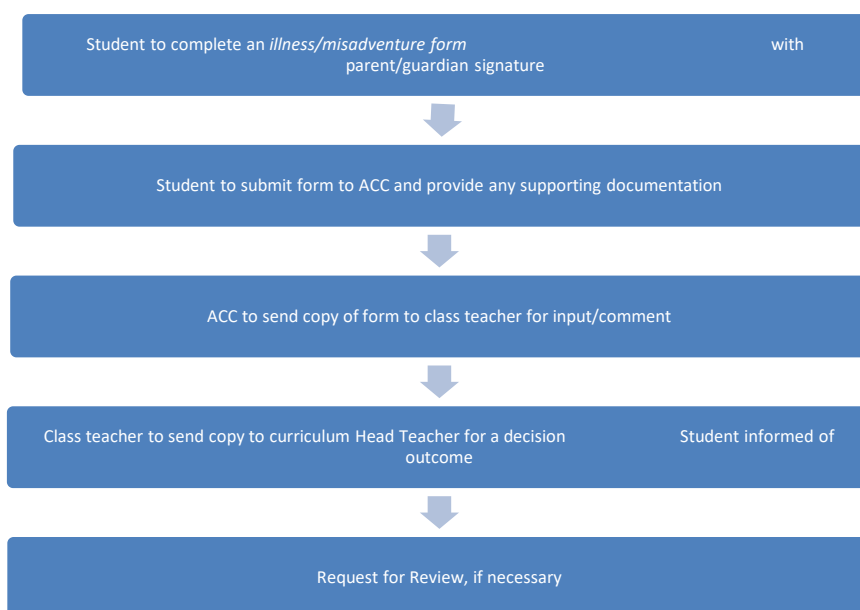 Student to complete an illness/misadventure form with
parent/guardian signature
Student to submit form to ACC and provide any supporting documentation
ACC to send copy of form to class teacher for input/comment
Class teacher to send copy to curriculum Head Teacher for a decision Student informed of
outcome
Request for Review, if necessary